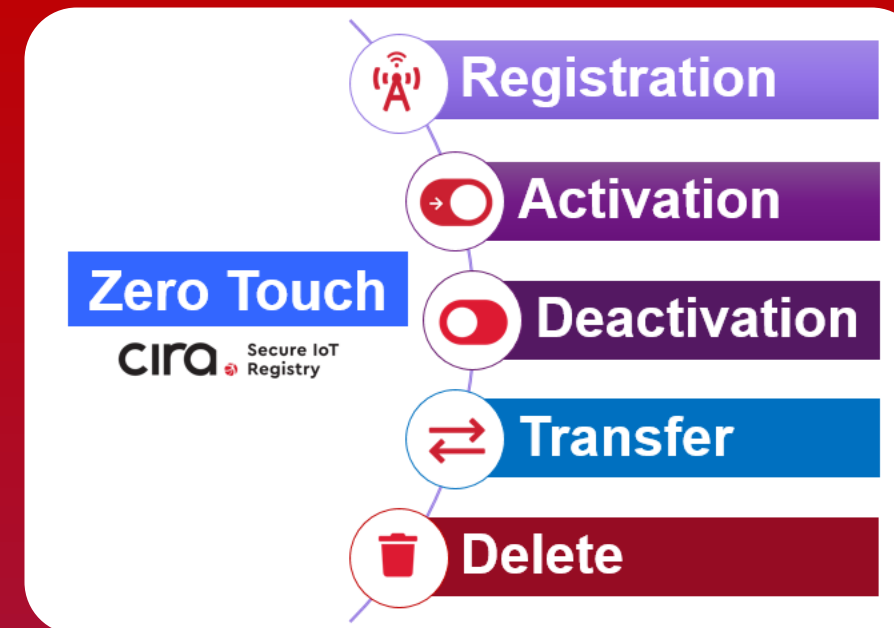 Registration
Activation
Zero Touch
Deactivation
cira Secure IoT
Registry
Transfer
Delete